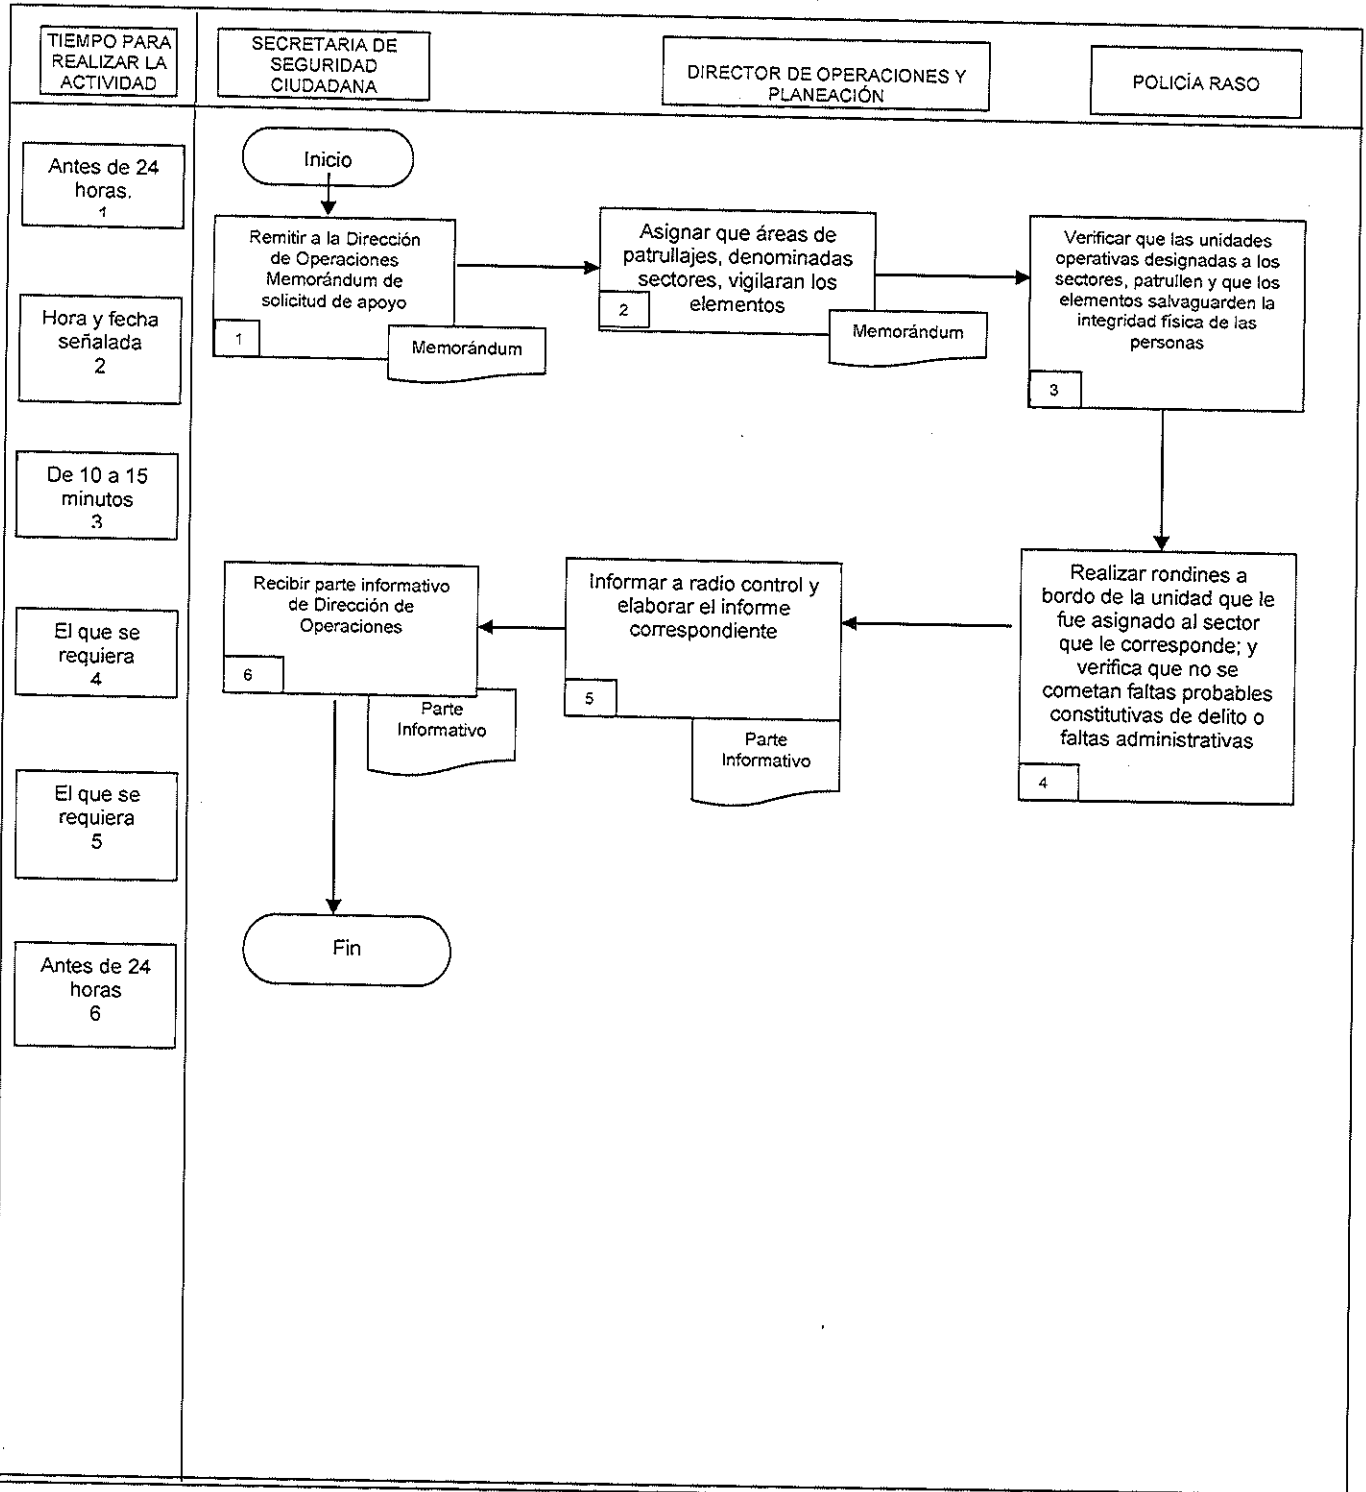 TIEMPO PARA
REALIZAR LA
ACTIVIDAD
SECRETARIA DE
SEGURIDAD
CIUDADANA
DIRECTOR DE OPERACIONES Y
PLANEACIÓN
POLICÍA RASO
Antes de 24
horas.
1
Hora y fecha
señalada
2
De 10 a 15
minutos
3
El que se
requiera
4
El que se
requiera
5
Antes de 24
horas
6
Inicio
Remitir a la Dirección
de Operaciones
Memorándum de
solicitud de apoyo
1
Memorándum
Asignar que áreas de
patrullajes, denominadas
sectores, vigilaran los
elementos
2
Memorándum
Verificar que las unidades
operativas designadas a los
sectores, patrullen y que los
elementos salvaguarden la
integridad física de las
personas
3
Realizar rondines a
bordo de la unidad que le
fue asignado al sector
que le corresponde; y
verifica que no se
cometan faltas probables
constitutivas de delito o
faltas administrativas
4
Informar a radio control y
elaborar el informe
correspondiente
5
Parte
Informativo
Recibir parte informativo
de Dirección de
Operaciones
6
Parte
Informativo
Fin